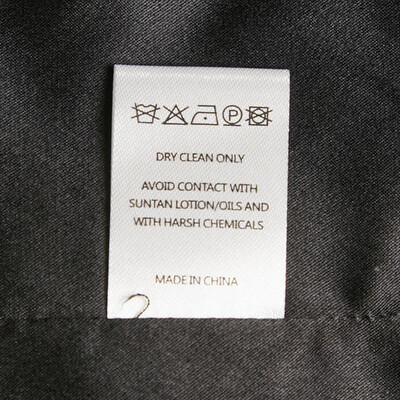 P
DRY CLEAN ONLY
AVOID CONTACT WITH
SUNTAN LOTION/OILS AND
WITH HARSH CHEMICALS
MADE IN CHINA